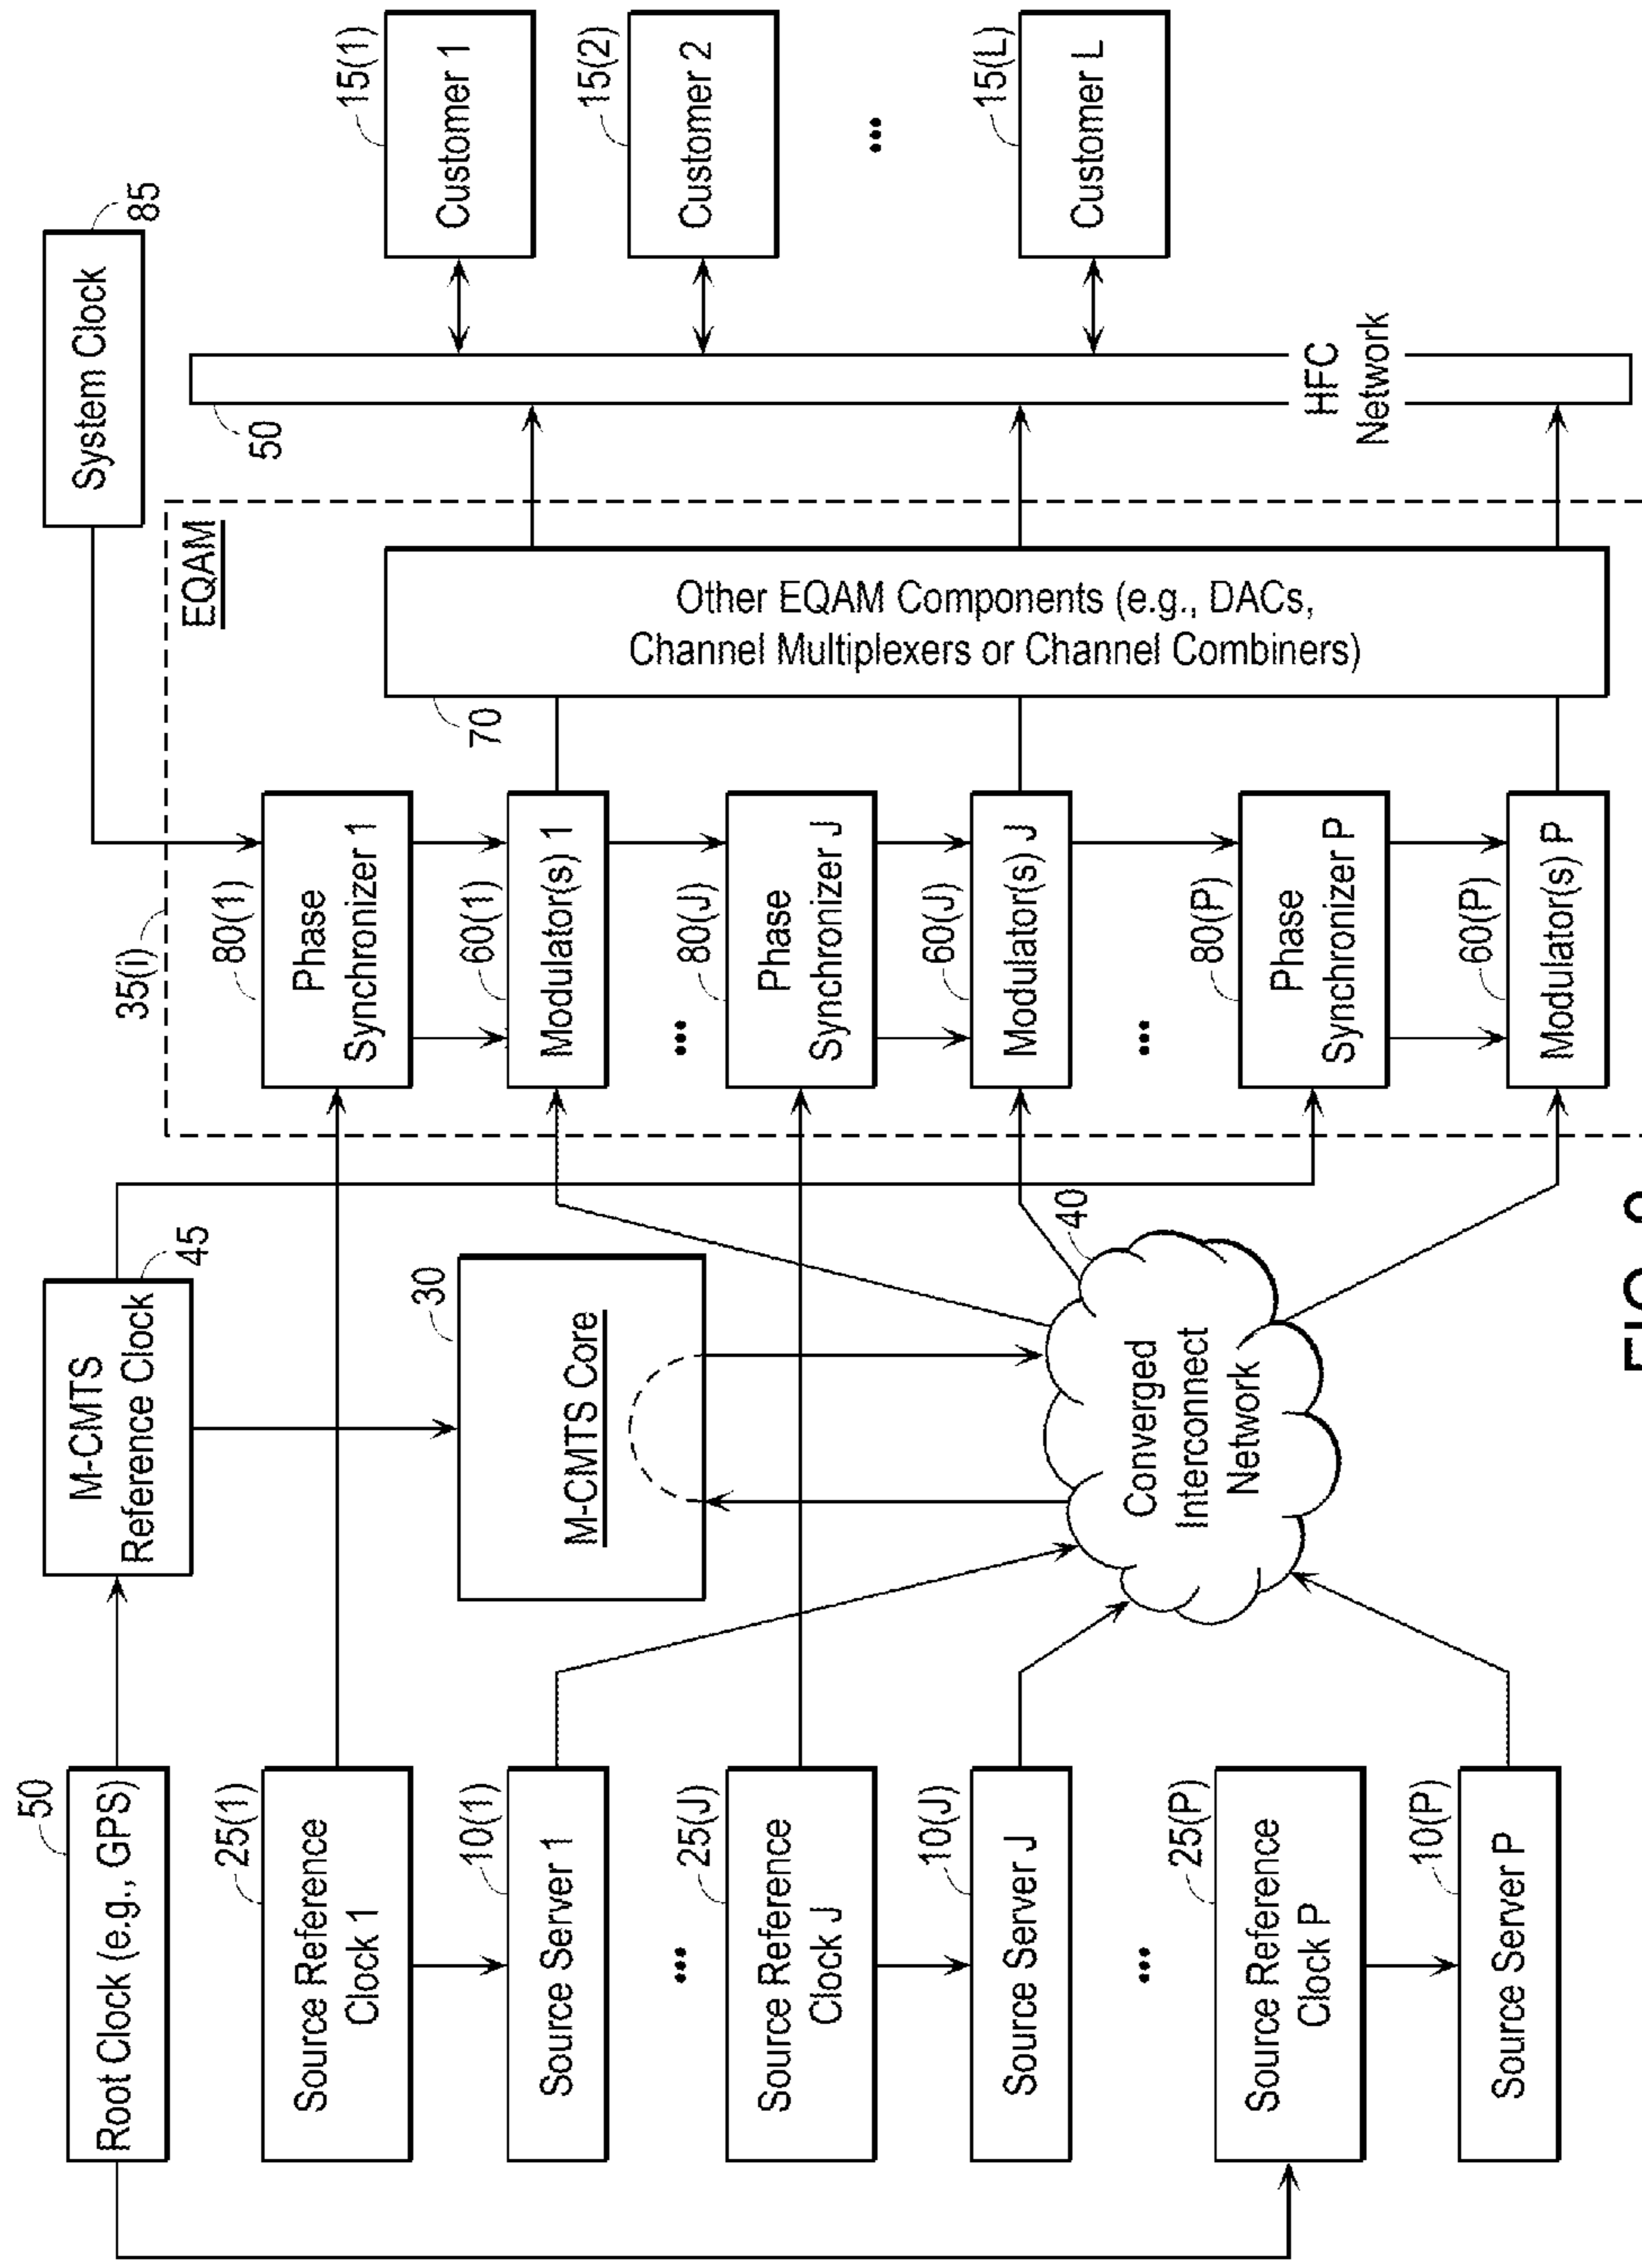 50
Root Clock (e.g., GPS)
M-CMTS
Reference Clock
45
System Clock
85
25(1)
Source Reference
Clock 1
10(1)
Source Server 1
...
25(J)
Source Reference
Clock J
10(J)
Source Server J
...
25(P)
Source Reference
Clock P
10(P)
Source Server P
30
M-CMTS Core
40
Converged
Interconnect
Network
35(i)
EQAM
80(1)
Phase
Synchronizer 1
60(1)
Modulator(s) 1
...
80(J)
Phase
Synchronizer J
60(J)
Modulator(s) J
...
80(P)
Phase
Synchronizer P
60(P)
Modulator(s) P
70
Other EQAM Components (e.g., DACs,
Channel Multiplexers or Channel Combiners)
50
HFC
Network
15(1)
Customer 1
15(2)
Customer 2
...
15(L)
Customer L